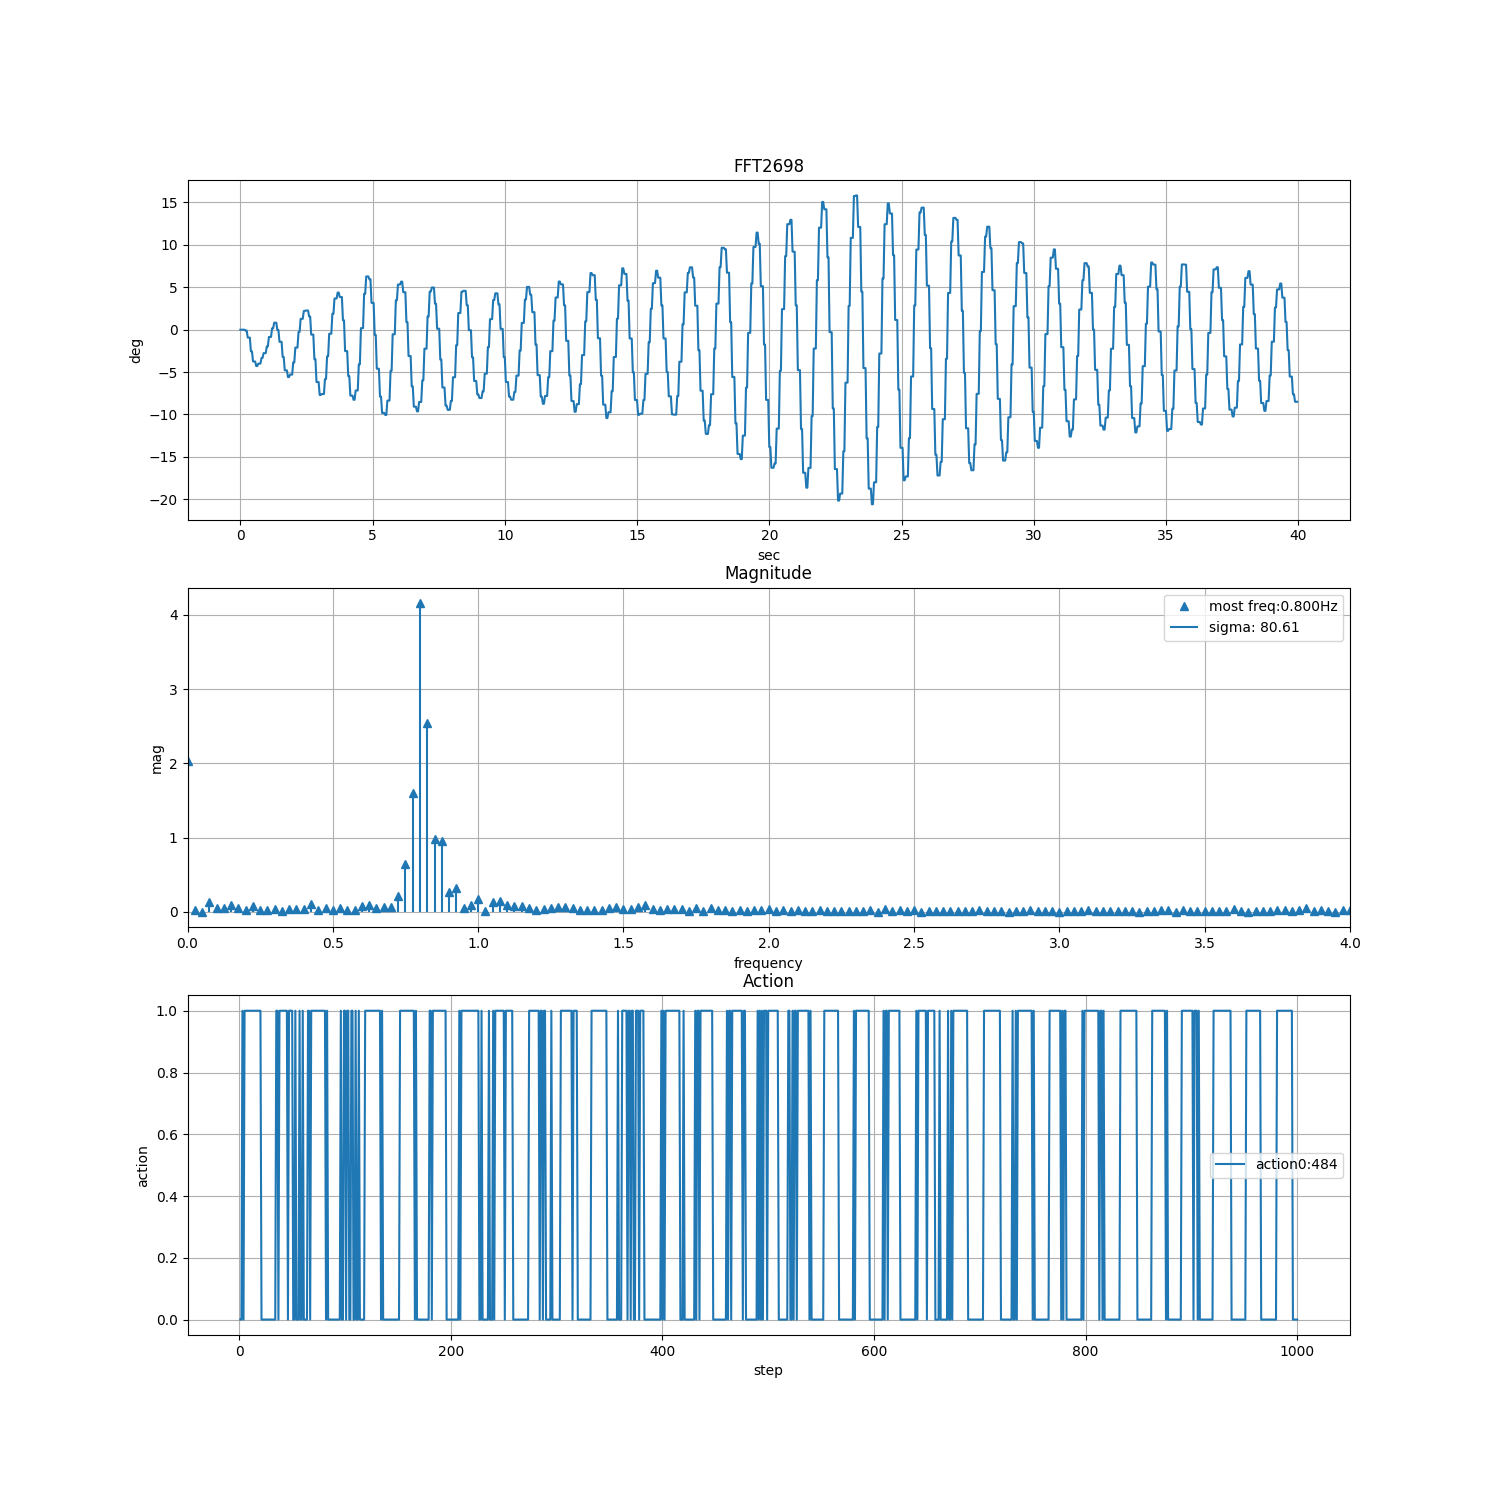 FFT2698
15
10
5
0
−5
−10
−15
−20
deg
0 5 10 15 20 25 30 35 40
sec
Magnitude
most freq:0.800Hz
sigma: 80.61
4
3
2
1
0
mag
0.0 0.5 1.0 1.5 2.0 2.5 3.0 3.5 4.0
frequency
Action
1.0
0.8
0.6
0.4
0.2
0.0
action
action0:484
0 200 400 600 800 1000
step